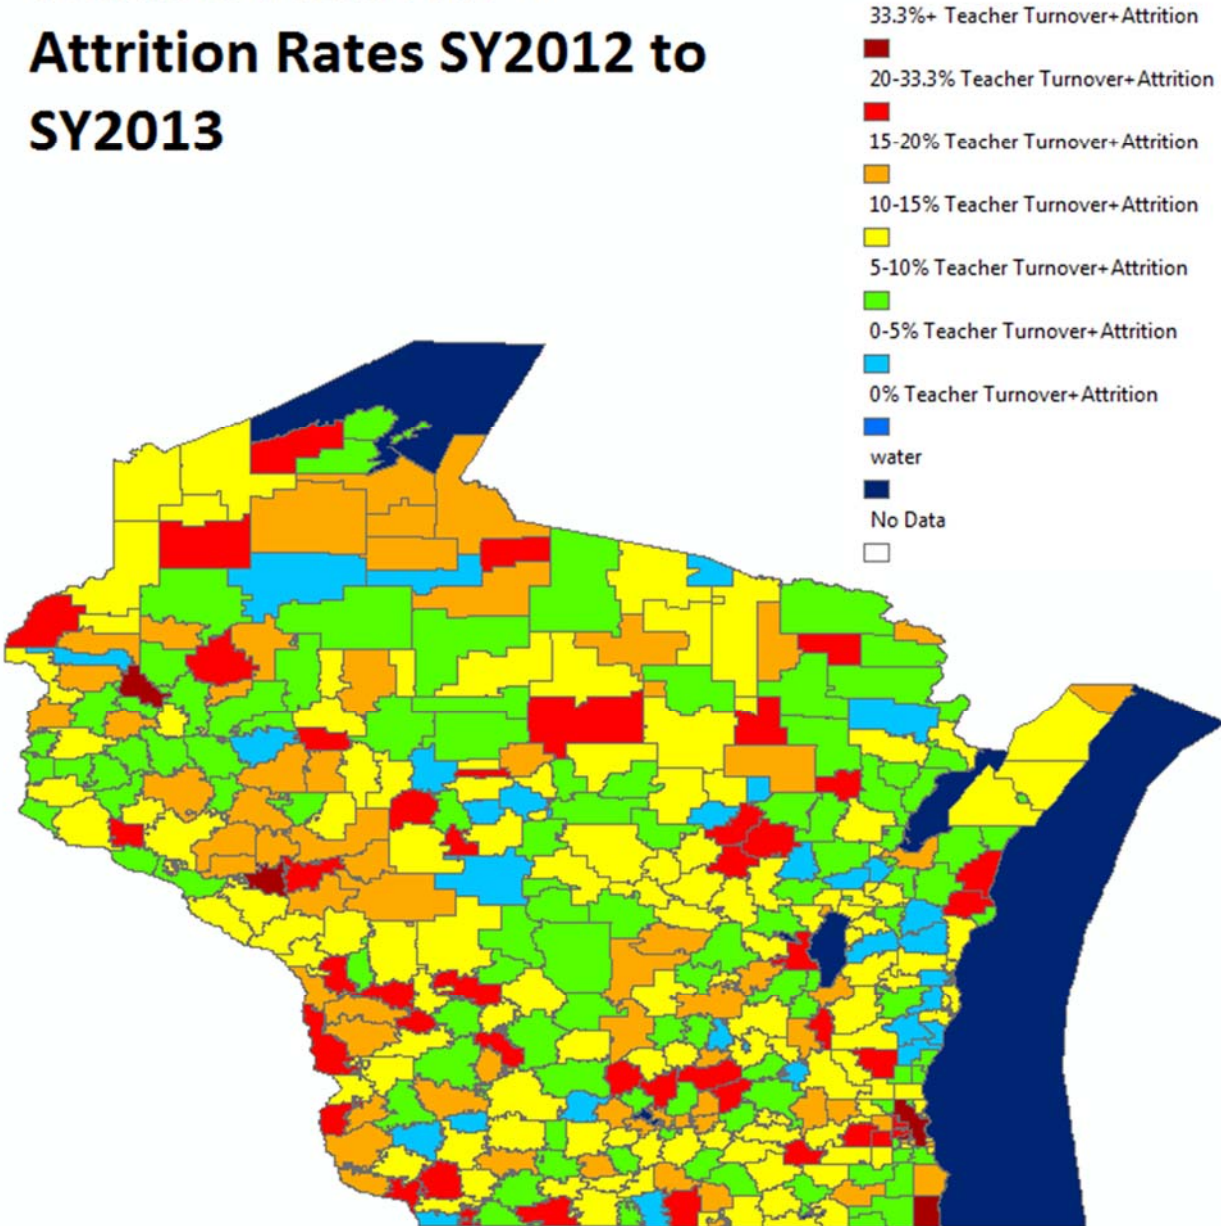 Attrition Rates SY2012 to
SY2013
33.3%+ Teacher Turnover+Attrition
20-33.3% Teacher Turnover+Attrition
15-20% Teacher Turnover+Attrition
10-15% Teacher Turnover+Attrition
5-10% Teacher Turnover+Attrition
0-5% Teacher Turnover+Attrition
0% Teacher Turnover+Attrition
water
No Data